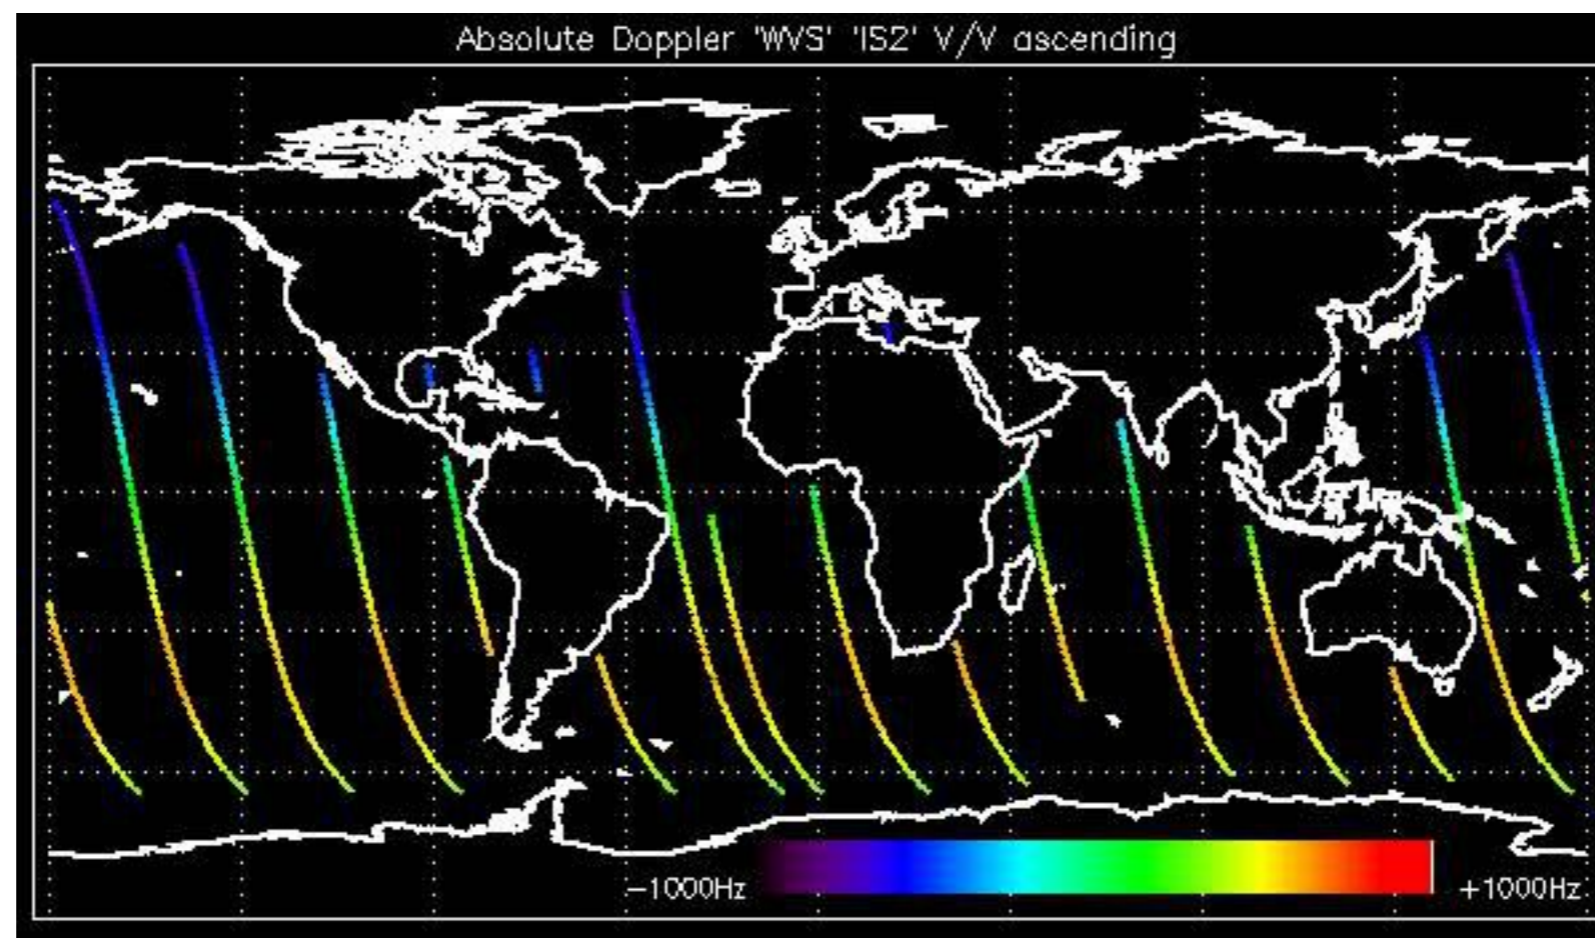 Absolute Doppler 'WVS' 'IS2' V/V ascending
−1000Hz +1000Hz